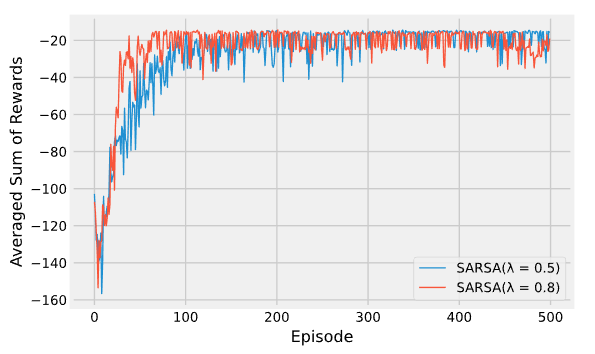 Averaged Sum of Rewards
−20
−40
−60
−80
−100
−120
−140
−160
0 100 200 300 400 500
Episode
SARSA(λ = 0.5)
SARSA(λ = 0.8)